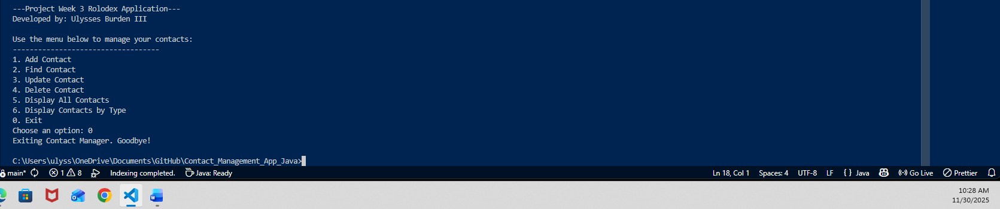 ---Project Week 3 Rolodex Application---
Developed by: Ulysses Burden III
Use the menu below to manage your contacts:
-----------------------------------
1. Add Contact
2. Find Contact
3. Update Contact
4. Delete Contact
5. Display All Contacts
6. Display Contacts by Type
0. Exit
Choose an option: 0
Exiting Contact Manager. Goodbye!
C:\Users\ulyss\OneDrive\Documents\GitHub\Contact_Management_App_Java>
main* 1 8 Indexing completed. Java: Ready Ln 18, Col 1 Spaces: 4 UTF-8 LF {} Java Go Live Prettier
10:28 AM
11/30/2025